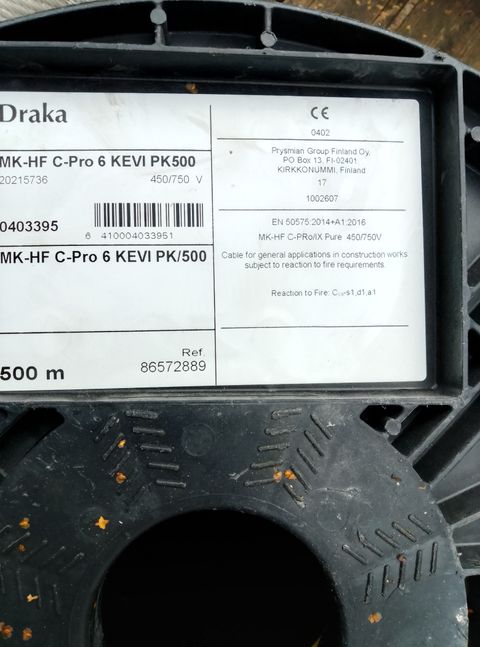 Draka
MK-HF C-Pro 6 KEVI PK500
20215736 450/750 V
0403395
6 410004033951
MK-HF C-Pro 6 KEVI PK/500
Ref.
500 m 86572889
CE
0402
Prysmian Group Finland Oy,
PO Box 13, FI-02401
KIRKKONUMMI, Finland
17
1002607
EN 50575:2014+A1:2016
MK-HF C-PRo/IX Pure 450/750V
Cable for general applications in construction works
subject to reaction to fire requirements.
Reaction to Fire: Cca-s1,d1,a1